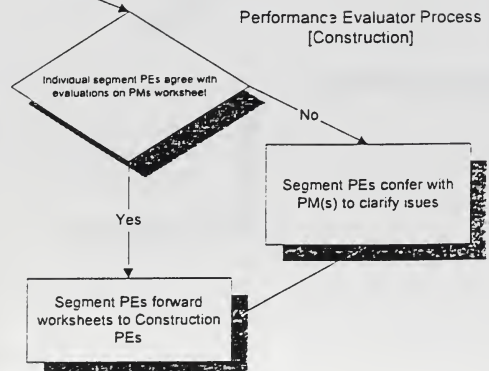 Performance Evaluator Process
[Construction]
Individual segment PEs agree with
evaluations on PMs worksheet
No
Segment PEs confer with
PM(s) to clarify isues
Yes
Segment PEs forward
worksheets to Construction
PEs